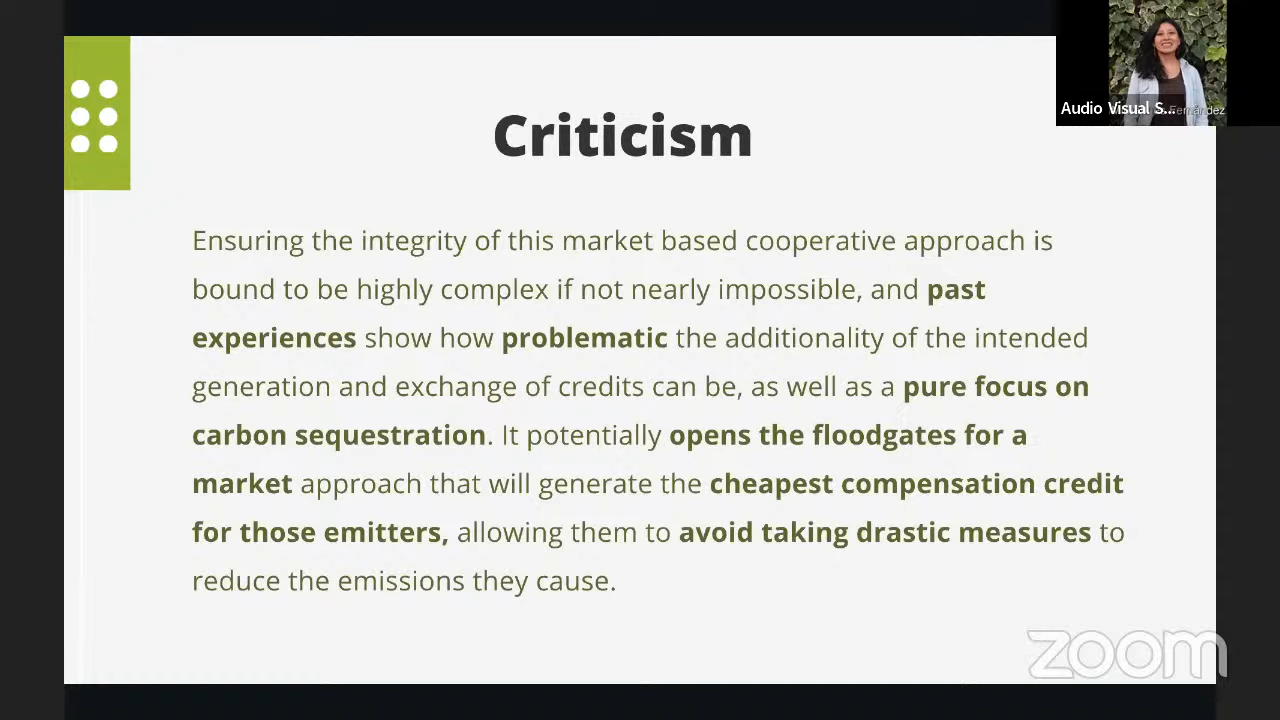 Criticism
Ensuring the integrity of this market based cooperative approach is
bound to be highly complex if not nearly impossible, and past
experiences show how problematic the additionality of the intended
generation and exchange of credits can be, as well as a pure focus on
carbon sequestration. It potentially opens the floodgates for a
market approach that will generate the cheapest compensation credit
for those emitters, allowing them to avoid taking drastic measures to
reduce the emissions they cause.
Audio Visual S... Fernández
zoom